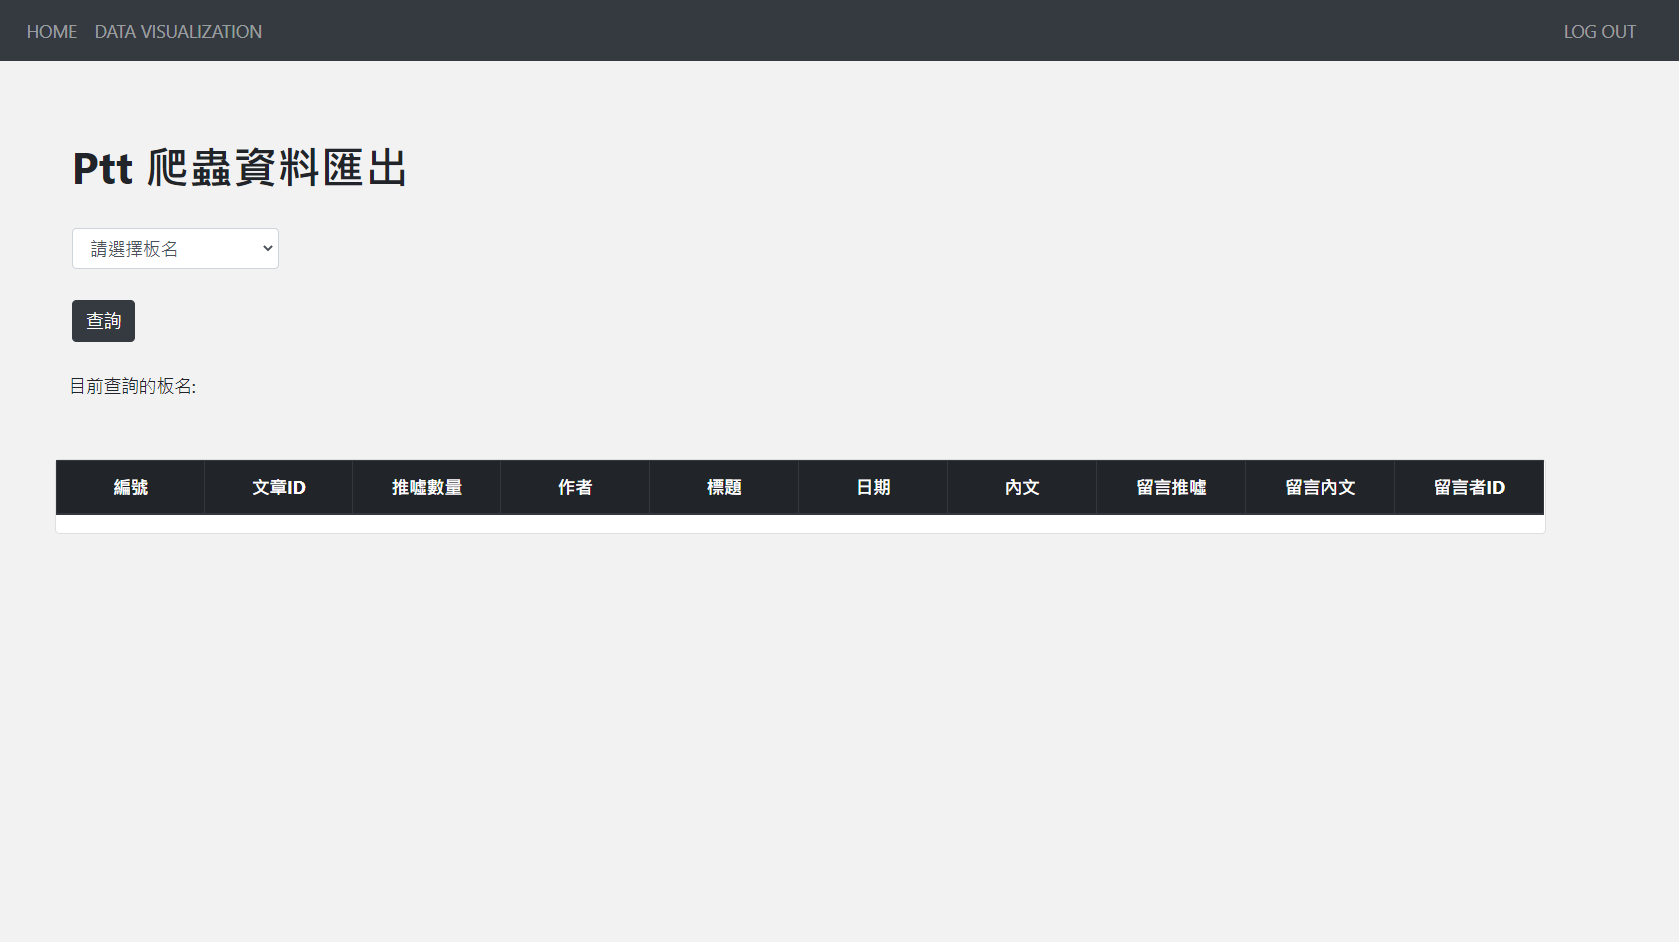 HOME DATA VISUALIZATION LOG OUT
Ptt 爬蟲資料匯出
請選擇板名
查詢
目前查詢的板名:
編號 文章ID 推噓數量 作者 標題 日期 內文 留言推噓 留言內文 留言者ID